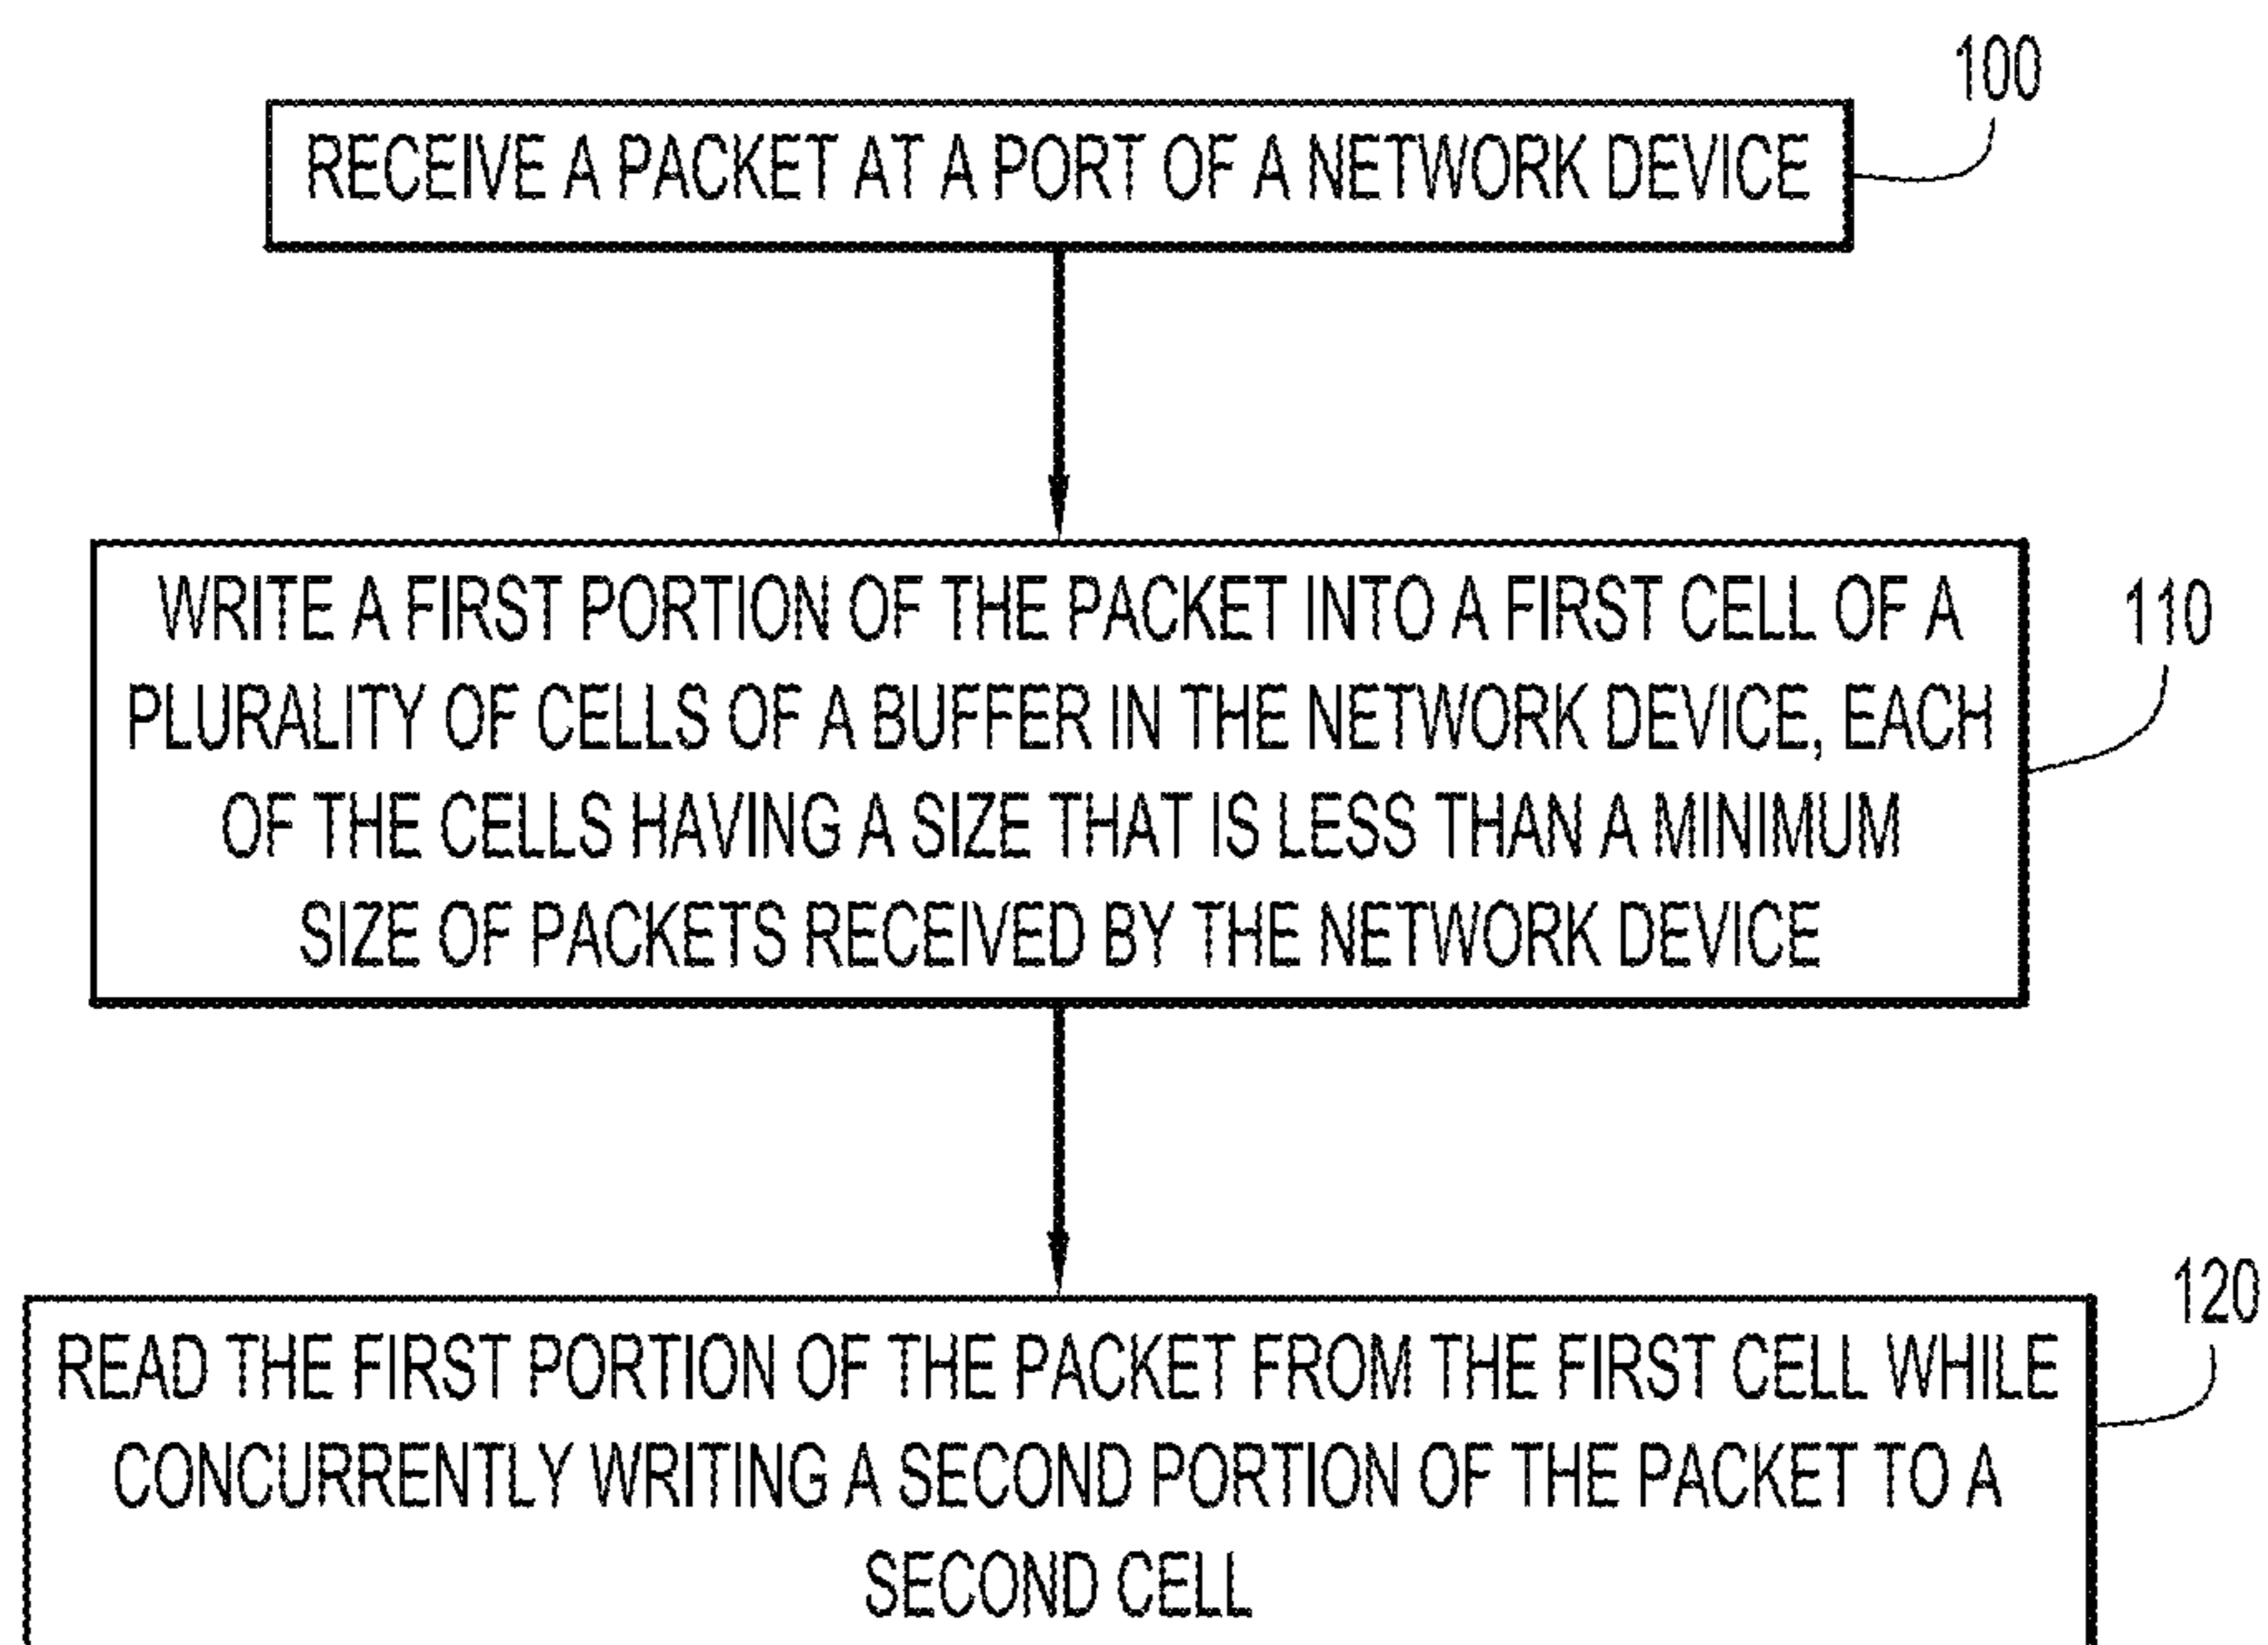 100
RECEIVE A PACKET AT A PORT OF A NETWORK DEVICE
WRITE A FIRST PORTION OF THE PACKET INTO A FIRST CELL OF A
110
PLURALITY OF CELLS OF A BUFFER IN THE NETWORK DEVICE, EACH
OF THE CELLS HAVING A SIZE THAT IS LESS THAN A MINIMUM
SIZE OF PACKETS RECEIVED BY THE NETWORK DEVICE
120
READ THE FIRST PORTION OF THE PACKET FROM THE FIRST CELL WHILE
CONCURRENTLY WRITING A SECOND PORTION OF THE PACKET TO A
SECOND CELL